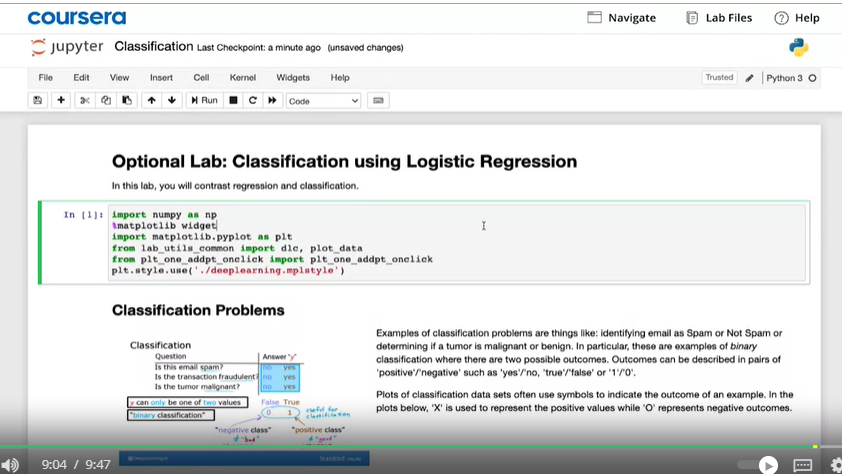 coursera
Navigate
Lab Files
Help
jupyter Classification Last Checkpoint: a minute ago (unsaved changes)
File Edit View Insert Cell Kernel Widgets Help
Trusted
Python 3
Run
Code
Optional Lab: Classification using Logistic Regression
In this lab, you will contrast regression and classification.
In [1]: import numpy as np
%matplotlib widget
import matplotlib.pyplot as plt
from lab_utils_common import dlc, plot_data
from plt_one_addpt_onclick import plt_one_addpt_onclick
plt.style.use('./deeplearning.mplstyle')
Classification Problems
Classification
Question Answer "y"
Is this email spam? no yes
Is the transaction fraudulent? no yes
Is the tumor malignant? no yes
y can only be one of two values
"binary classification"
False True
0 1
useful for
classification
"negative class" "positive class"
Examples of classification problems are things like: identifying email as Spam or Not Spam or
determining if a tumor is malignant or benign. In particular, these are examples of binary
classification where there are two possible outcomes. Outcomes can be described in pairs of
'positive'/'negative' such as 'yes'/'no, 'true'/'false' or '1'/'0'.
Plots of classification data sets often use symbols to indicate the outcome of an example. In the
plots below, 'X' is used to represent the positive values while 'O' represents negative outcomes.
9:04 / 9:47